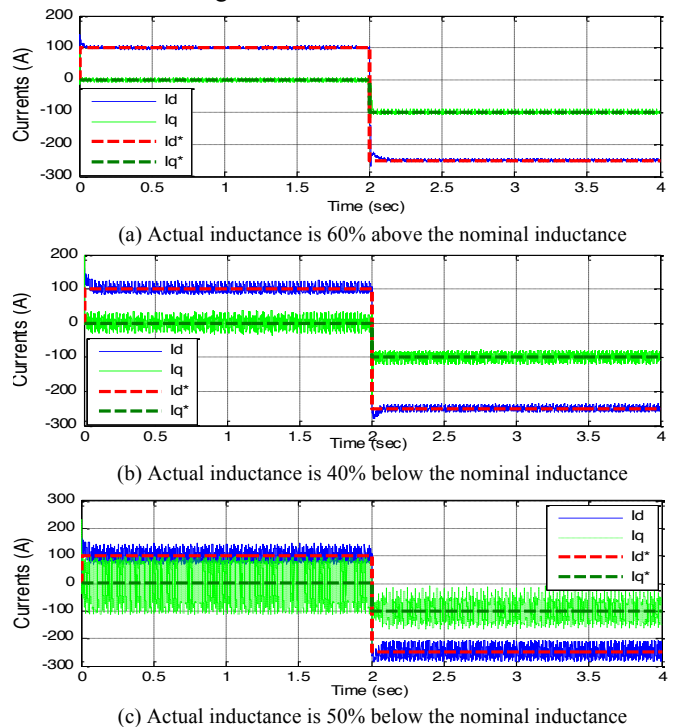 Currents (A)
200
100
0
-100
-200
-300
Id
Iq
Id*
Iq*
0 0.5 1 1.5 2 2.5 3 3.5 4
Time (sec)
(a) Actual inductance is 60% above the nominal inductance
Currents (A)
200
100
0
-100
-200
-300
Id
Iq
Id*
Iq*
0 0.5 1 1.5 2 2.5 3 3.5 4
Time (sec)
(b) Actual inductance is 40% below the nominal inductance
Currents (A)
300
200
100
0
-100
-200
-300
Id
Iq
Id*
Iq*
0 0.5 1 1.5 2 2.5 3 3.5 4
Time (sec)
(c) Actual inductance is 50% below the nominal inductance